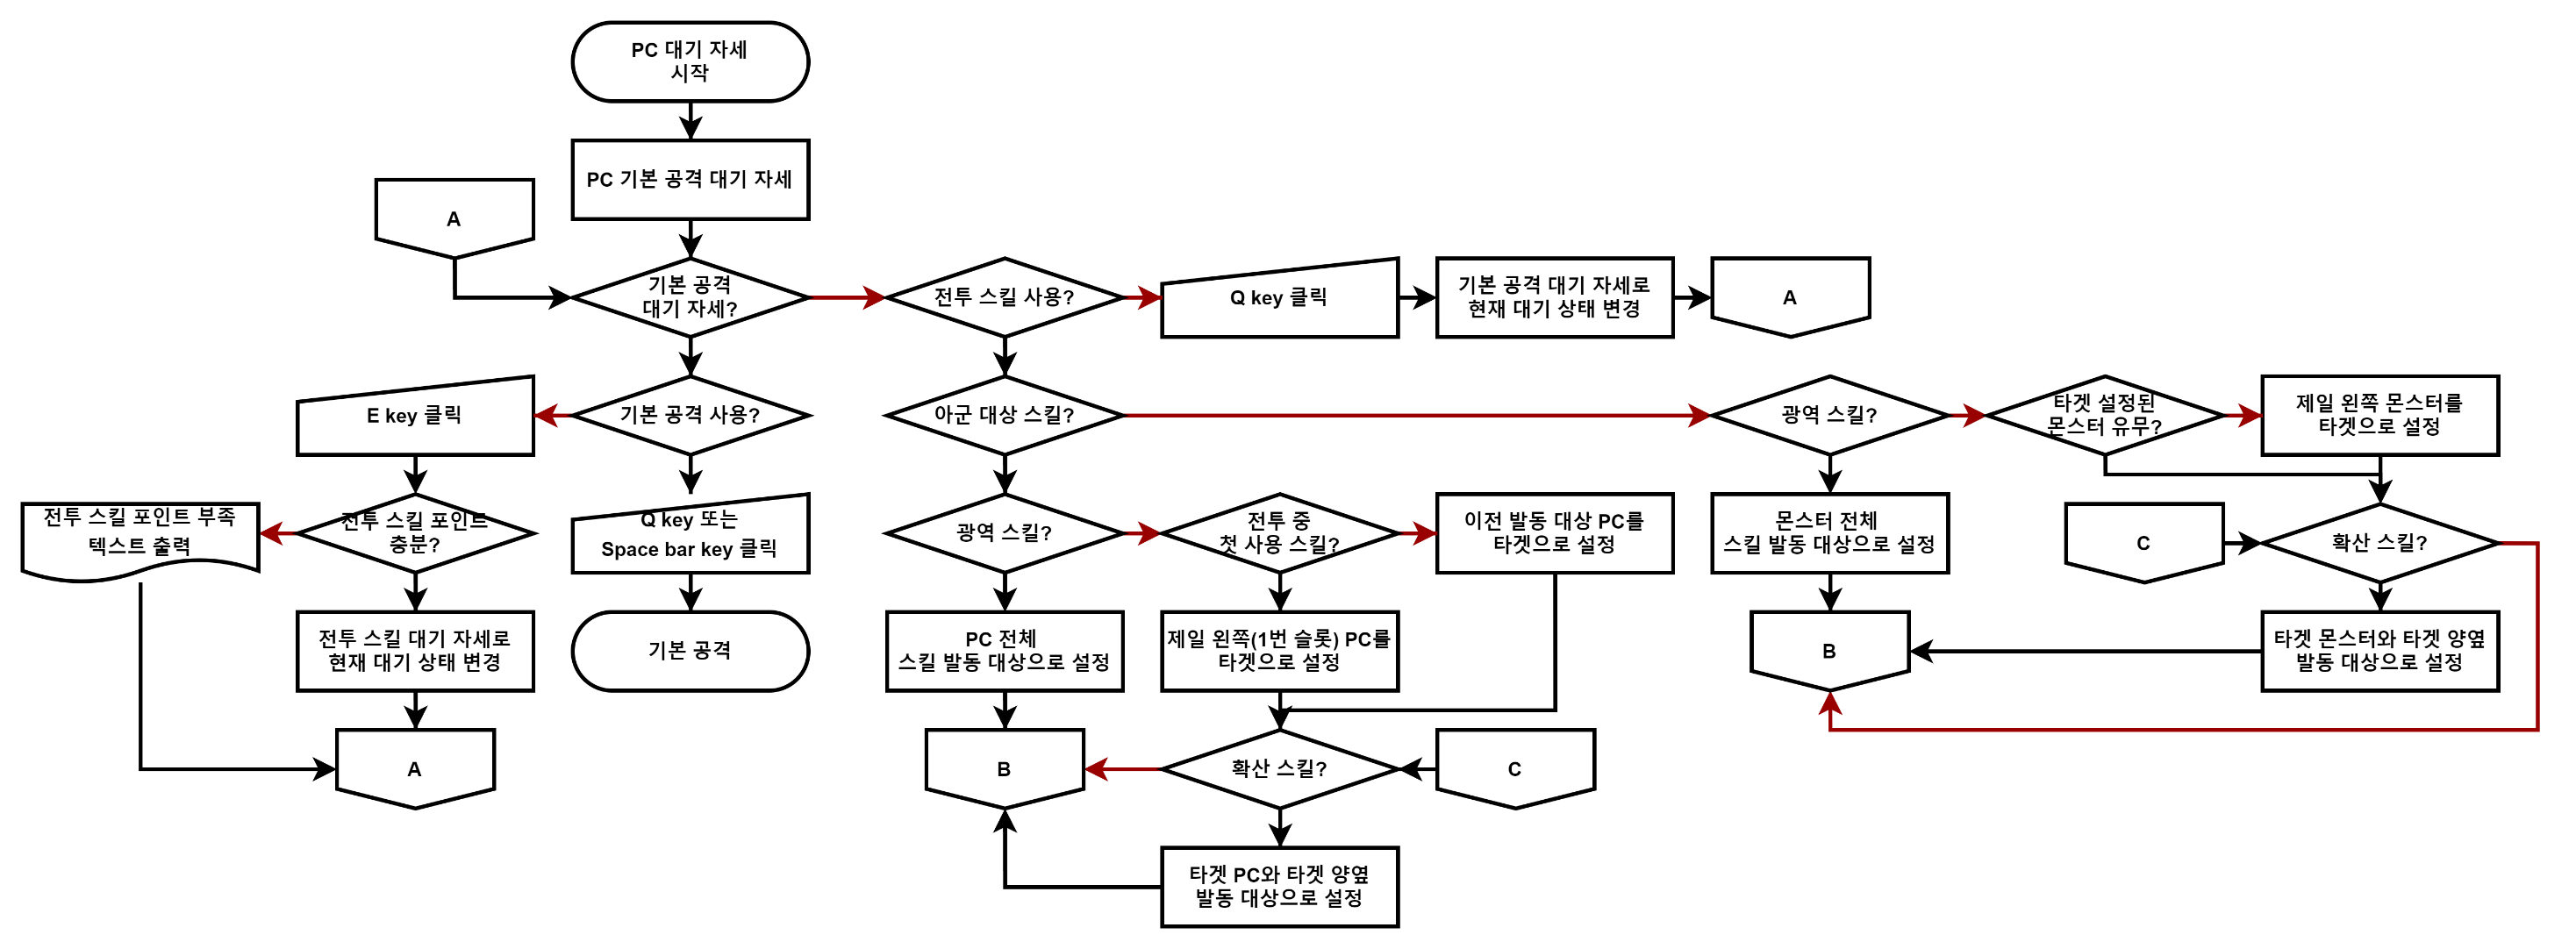 PC 대기 자세
시작
PC 기본 공격 대기 자세
A
기본 공격
대기 자세?
전투 스킬 사용?
Q key 클릭
기본 공격 대기 자세로
현재 대기 상태 변경
A
E key 클릭
기본 공격 사용?
아군 대상 스킬?
광역 스킬?
타겟 설정된
몬스터 유무?
제일 왼쪽 몬스터를
타겟으로 설정
전투 스킬 포인트 부족
텍스트 출력
전투 스킬 포인트
충분?
Q key 또는
Space bar key 클릭
광역 스킬?
전투 중
첫 사용 스킬?
이전 발동 대상 PC를
타겟으로 설정
몬스터 전체
스킬 발동 대상으로 설정
C
확산 스킬?
전투 스킬 대기 자세로
현재 대기 상태 변경
기본 공격
PC 전체
스킬 발동 대상으로 설정
제일 왼쪽(1번 슬롯) PC를
타겟으로 설정
B
타겟 몬스터와 타겟 양옆
발동 대상으로 설정
A
B
확산 스킬?
C
타겟 PC와 타겟 양옆
발동 대상으로 설정